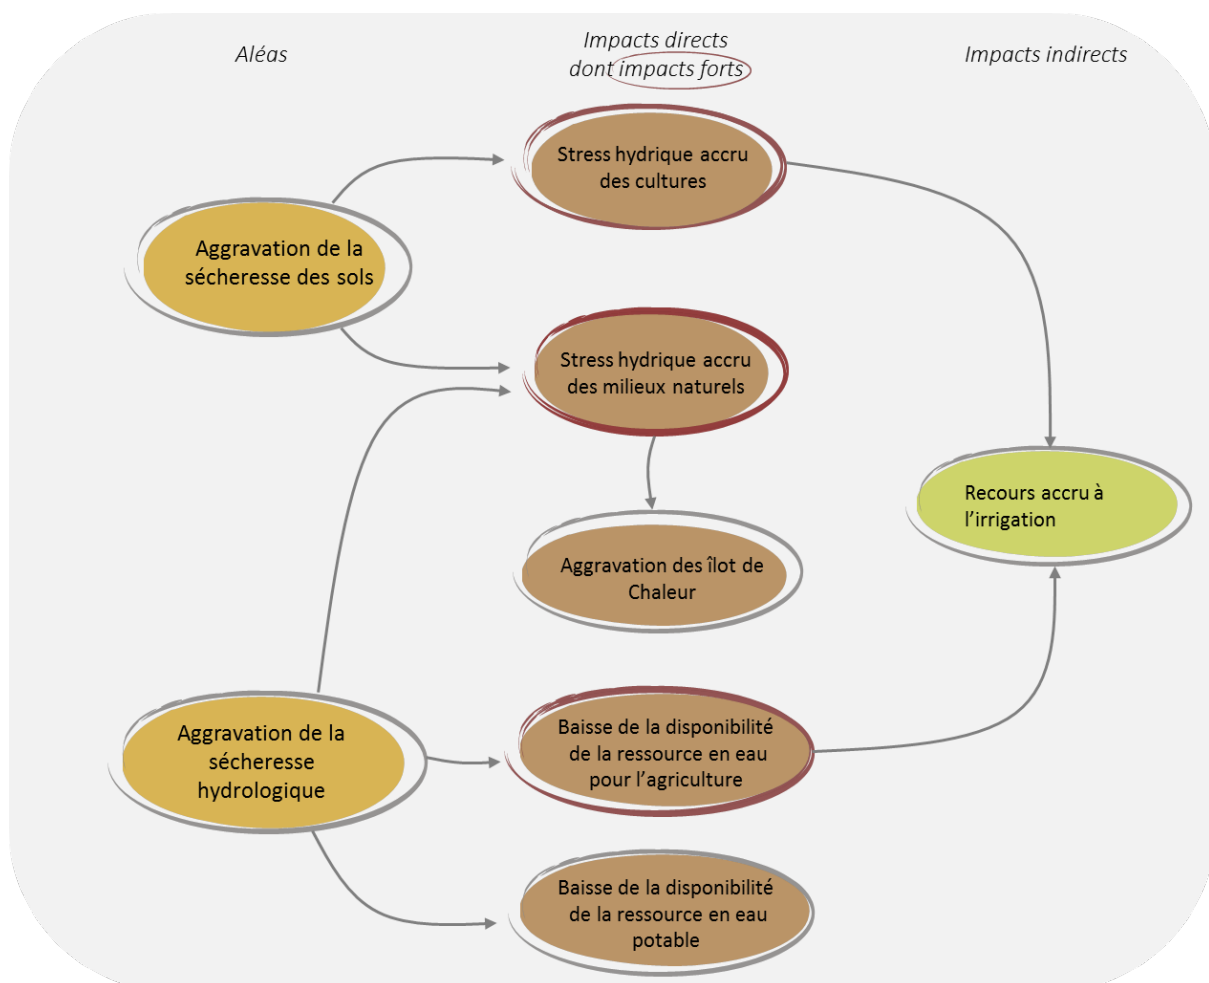 Aléas
Impacts directs
dont impacts forts
Impacts indirects
Stress hydrique accru
des cultures
Aggravation de la
sécheresse des sols
Stress hydrique accru
des milieux naturels
Recours accru à
l’irrigation
Aggravation des îlot de
Chaleur
Aggravation de la
sécheresse
hydrologique
Baisse de la disponibilité
de la ressource en eau
pour l’agriculture
Baisse de la disponibilité
de la ressource en eau
potable